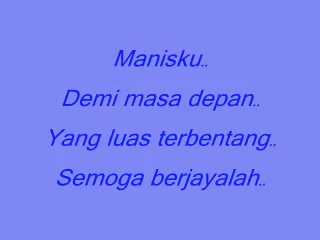 Manisku..
Demi masa depan..
Yang luas terbentang..
Semoga berjayalah..